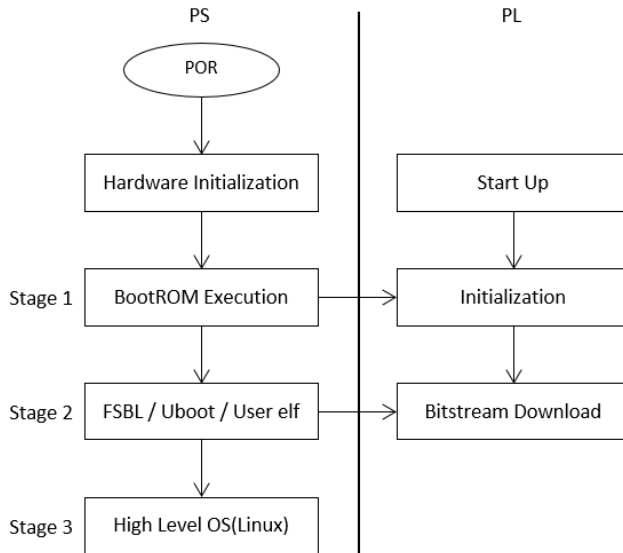 PS
PL
POR
Hardware Initialization
Start Up
Stage 1
BootROM Execution
Initialization
Stage 2
FSBL / Uboot / User elf
Bitstream Download
Stage 3
High Level OS(Linux)